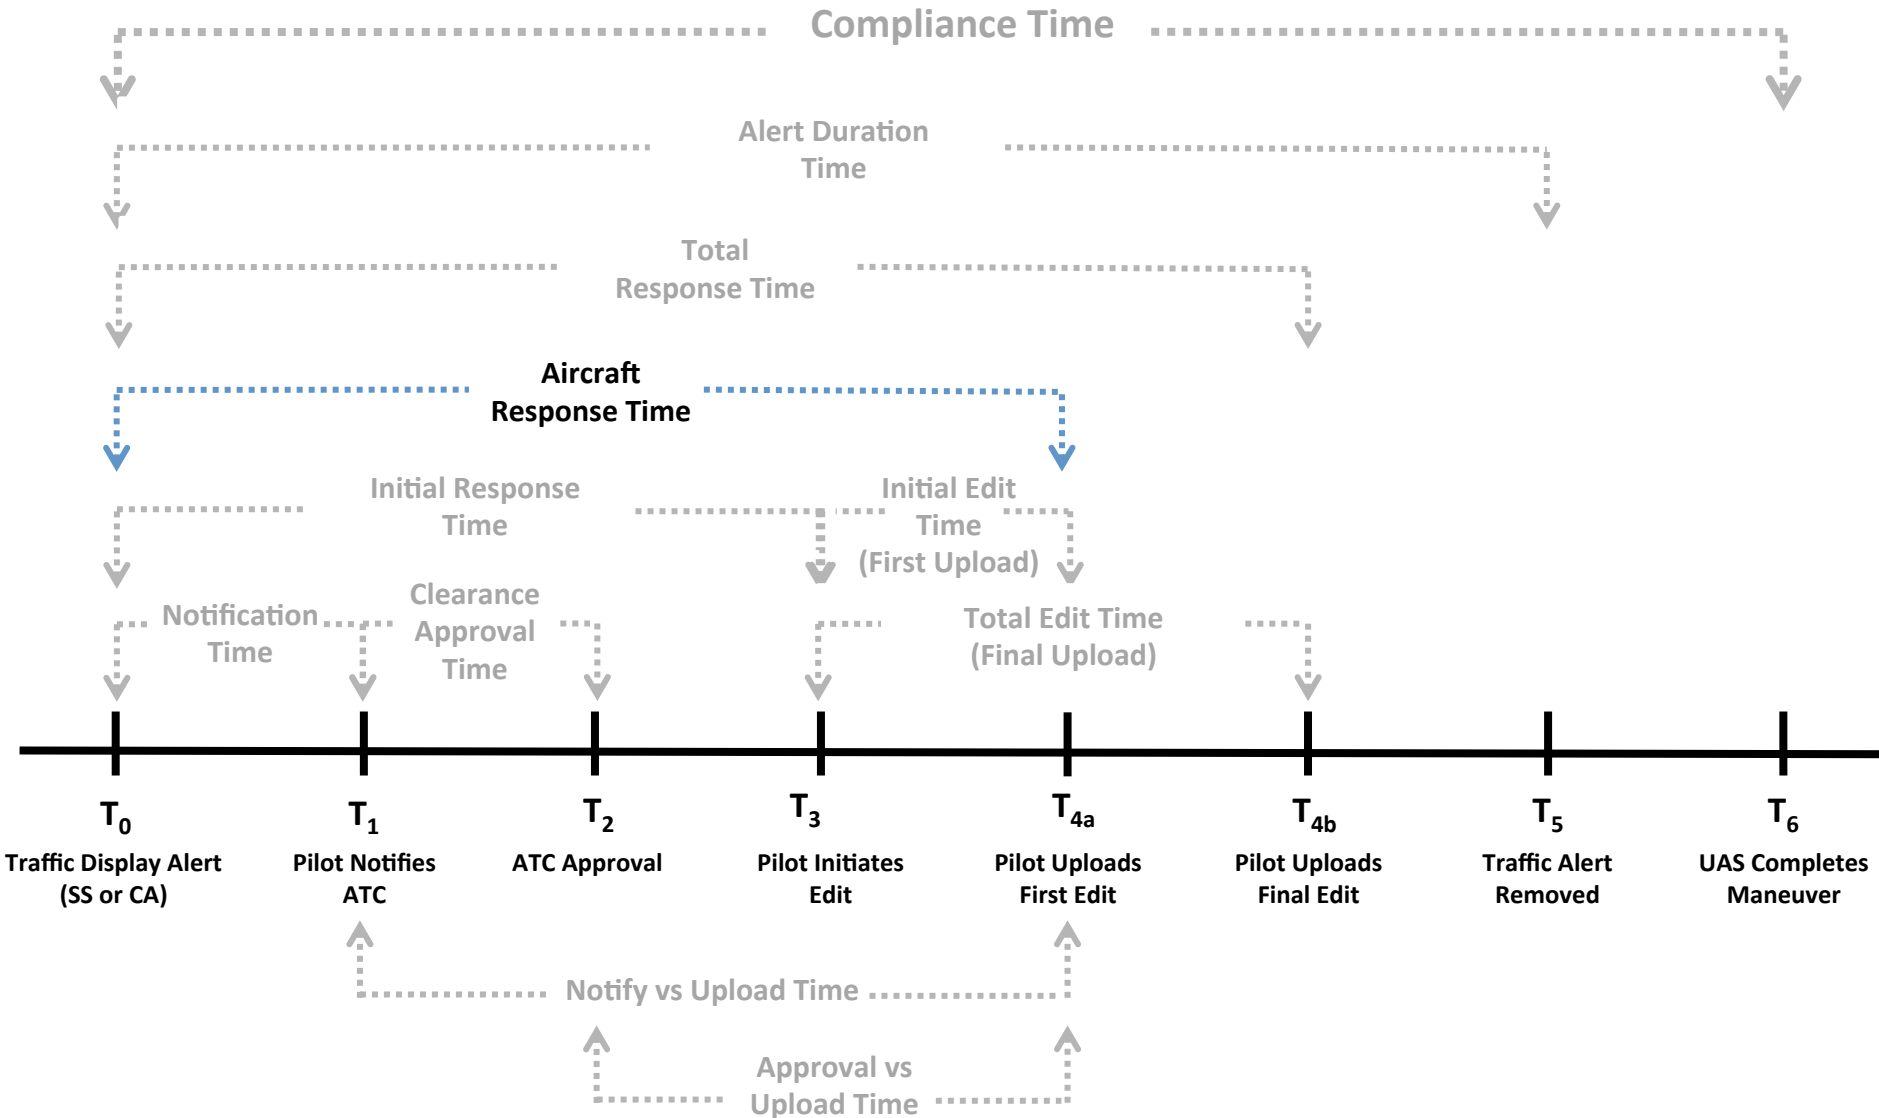 Compliance Time
Alert Duration
Time
Total
Response Time
Aircraft
Response Time
Initial Response
Time
Initial Edit
Time
(First Upload)
Notification
Time
Clearance
Approval
Time
Total Edit Time
(Final Upload)
T0
T1
T2
T3
T4a
T4b
T5
T6
Traffic Display Alert
(SS or CA)
Pilot Notifies
ATC
ATC Approval
Pilot Initiates
Edit
Pilot Uploads
First Edit
Pilot Uploads
Final Edit
Traffic Alert
Removed
UAS Completes
Maneuver
Notify vs Upload Time
Approval vs
Upload Time